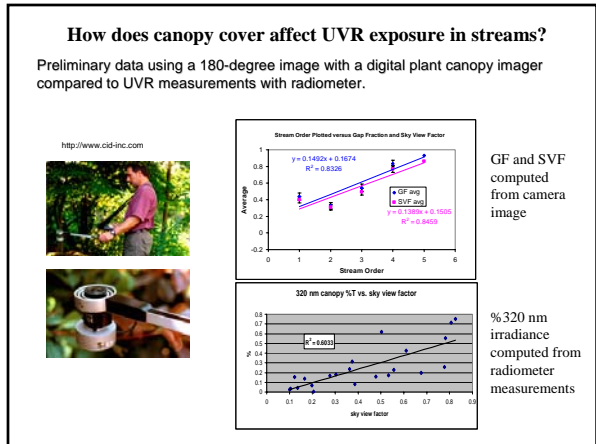 How does canopy cover affect UVR exposure in streams?
Preliminary data using a 180-degree image with a digital plant canopy imager
compared to UVR measurements with radiometer.
http://www.cid-inc.com
Stream Order Plotted versus Gap Fraction and Sky View Factor
y = 0.1492x + 0.1674
R² = 0.8326
GF avg
SVF avg
y = 0.1389x + 0.1505
R² = 0.8459
Average
1
0.8
0.6
0.4
0.2
0
-0.2
0 1 2 3 4 5 6
Stream Order
GF and SVF
computed
from camera
image
320 nm canopy %T vs. sky view factor
R² = 0.6033
%
0.8
0.7
0.6
0.5
0.4
0.3
0.2
0.1
0
0 0.1 0.2 0.3 0.4 0.5 0.6 0.7 0.8 0.9
sky view factor
%320 nm
irradiance
computed from
radiometer
measurements